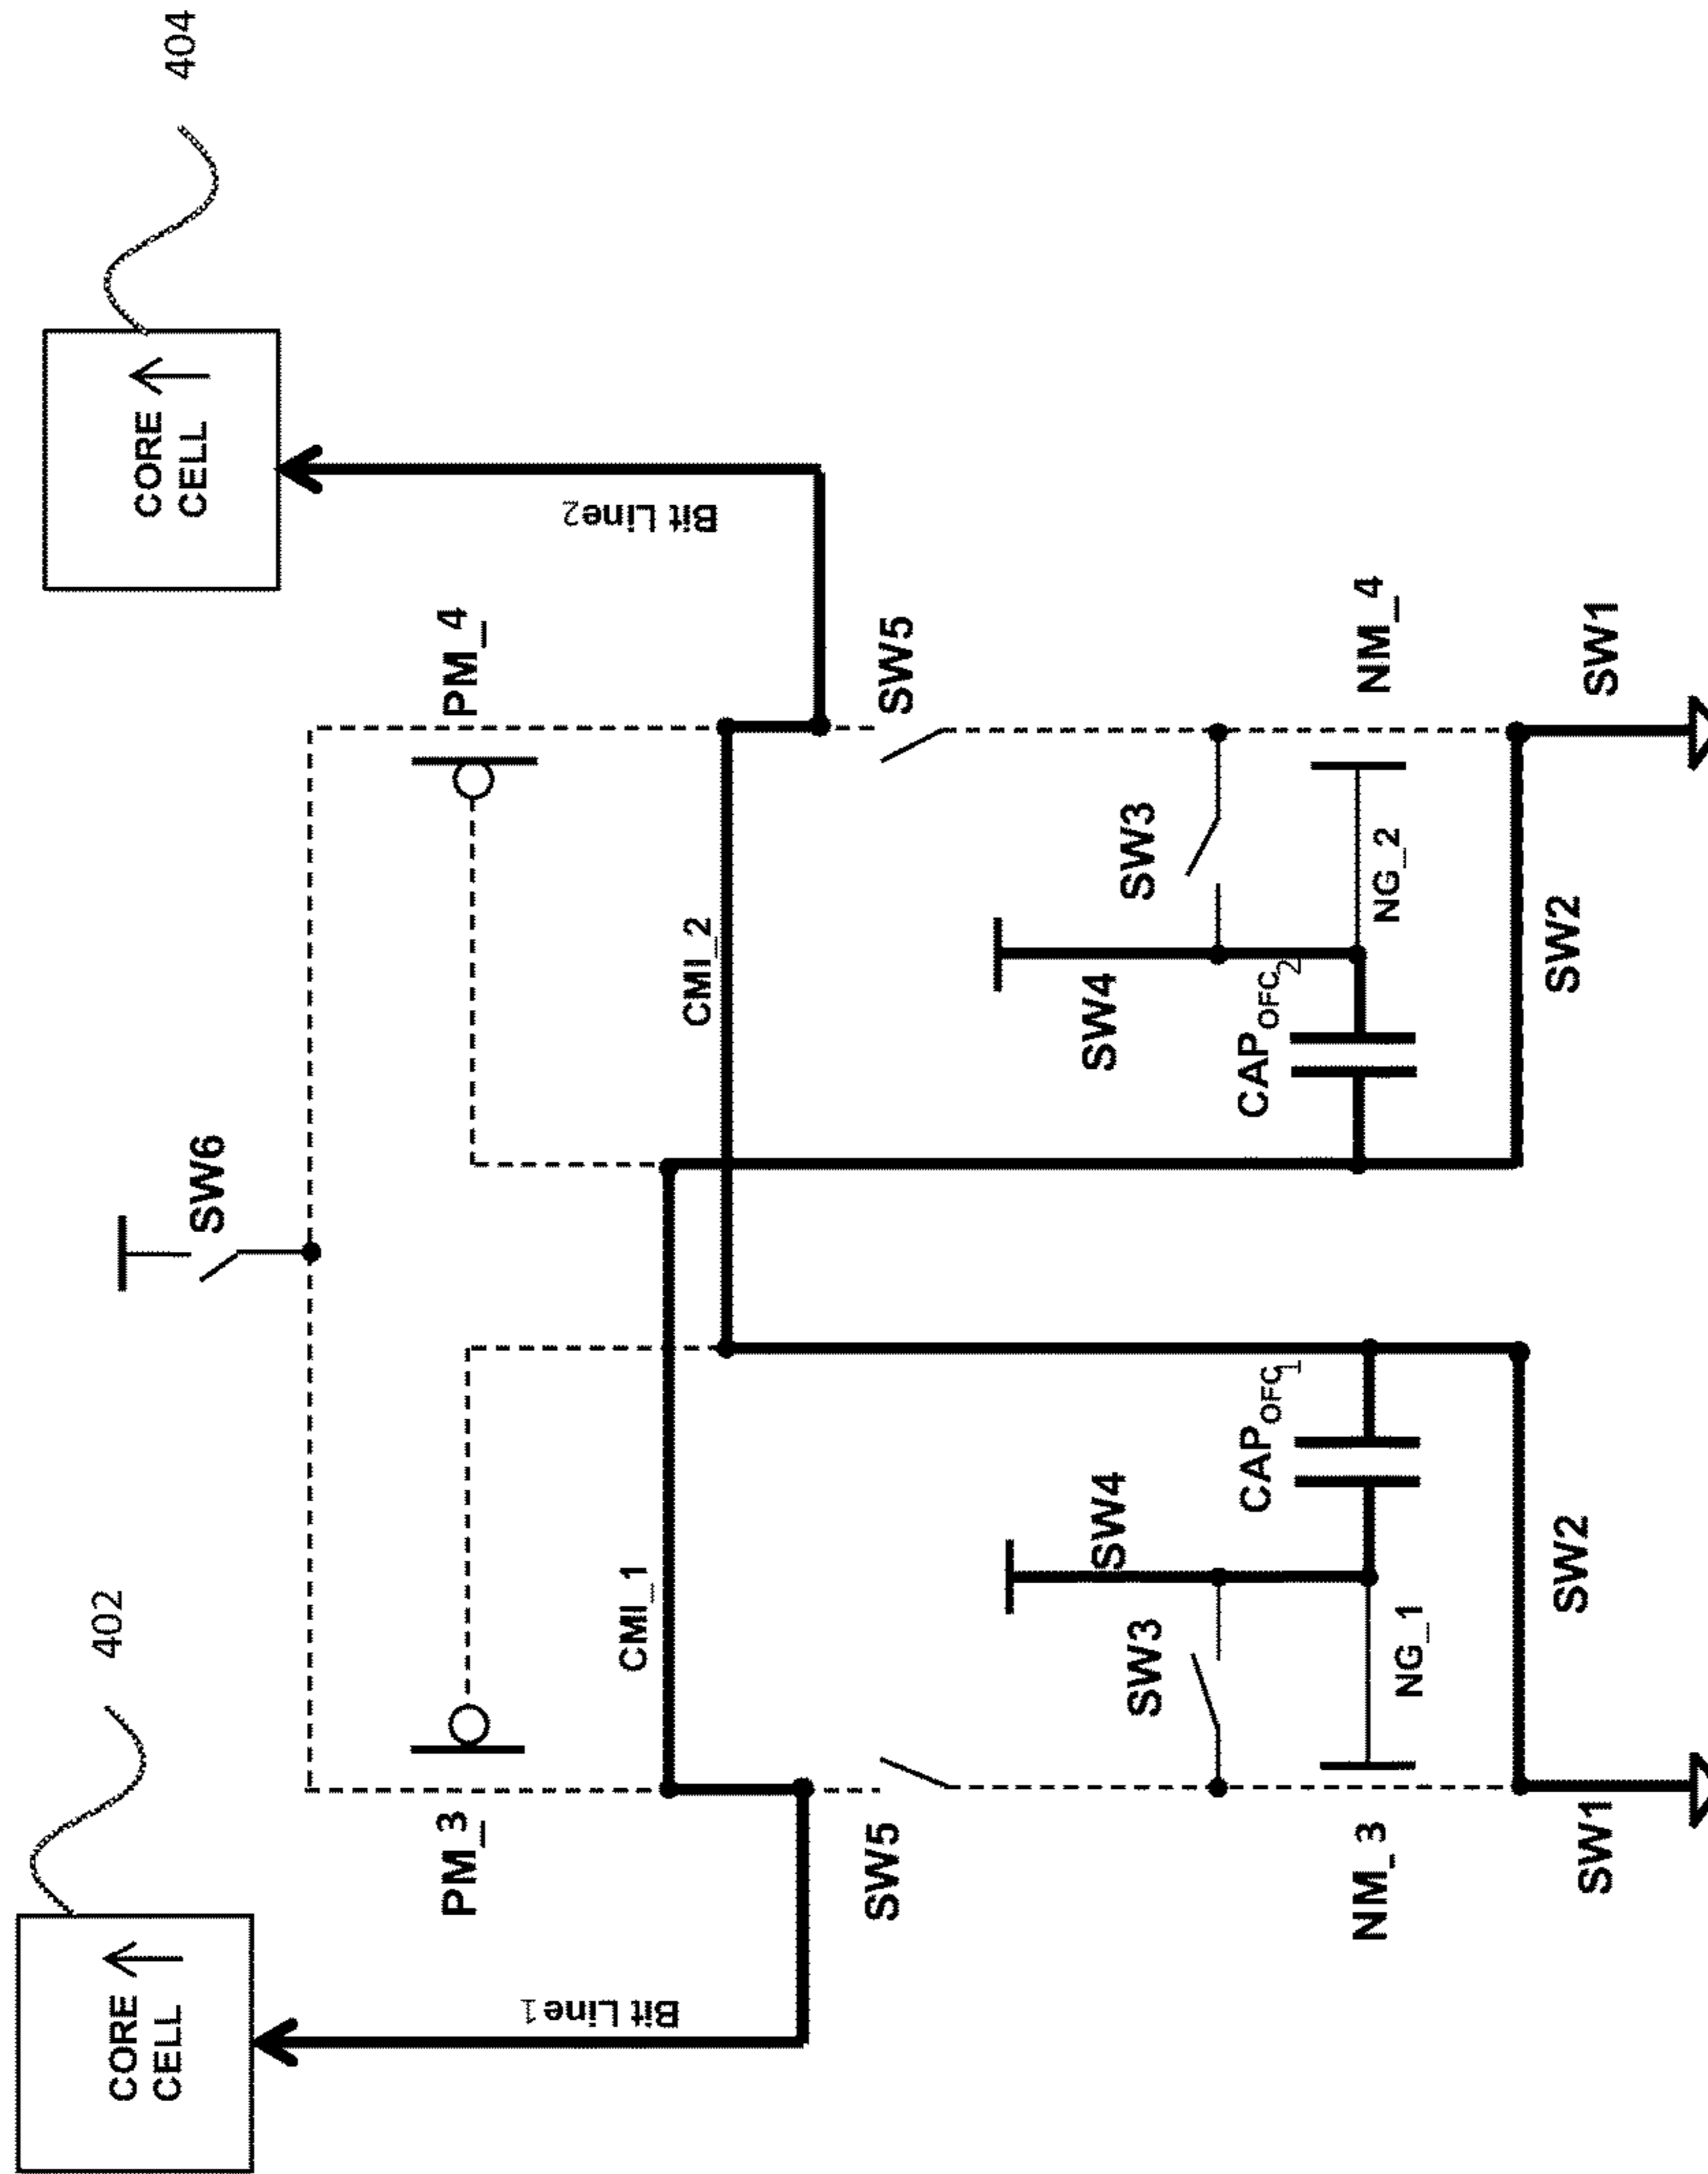 404
402
CORE
CELL
CORE
CELL
Bit Line1
Bit Line2
SW6
PM_3
PM_4
CMI_1
CMI_2
SW5
SW5
SW4
SW4
SW3
SW3
CAPOFC1
CAPOFC2
NG_1
NG_2
NM_3
NM_4
SW2
SW2
SW1
SW1